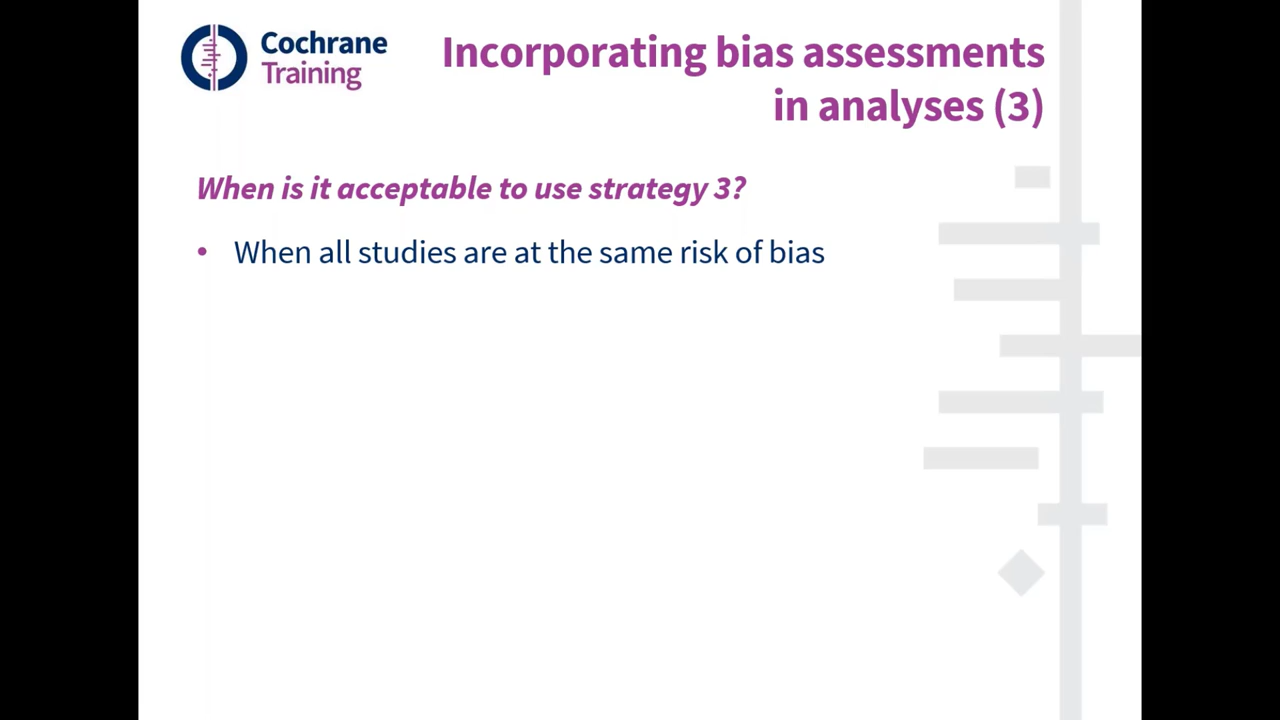 Cochrane
Training
Incorporating bias assessments
in analyses (3)
When is it acceptable to use strategy 3?
• When all studies are at the same risk of bias